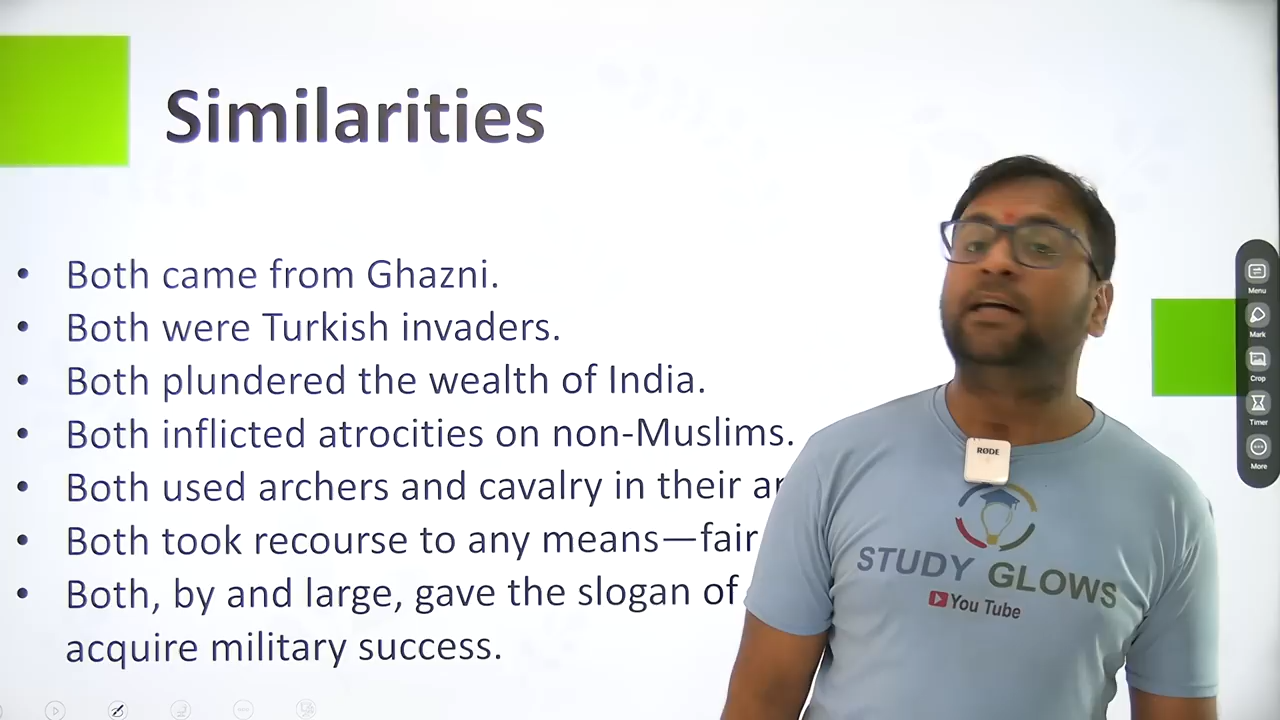 Similarities
• Both came from Ghazni.
• Both were Turkish invaders.
• Both plundered the wealth of India.
• Both inflicted atrocities on non-Muslims.
• Both used archers and cavalry in their
• Both took recourse to any means—fair
• Both, by and large, gave the slogan of
acquire military success.
RØDE
STUDY GLOWS
You Tube
Menu
Mark
Crop
Timer
More